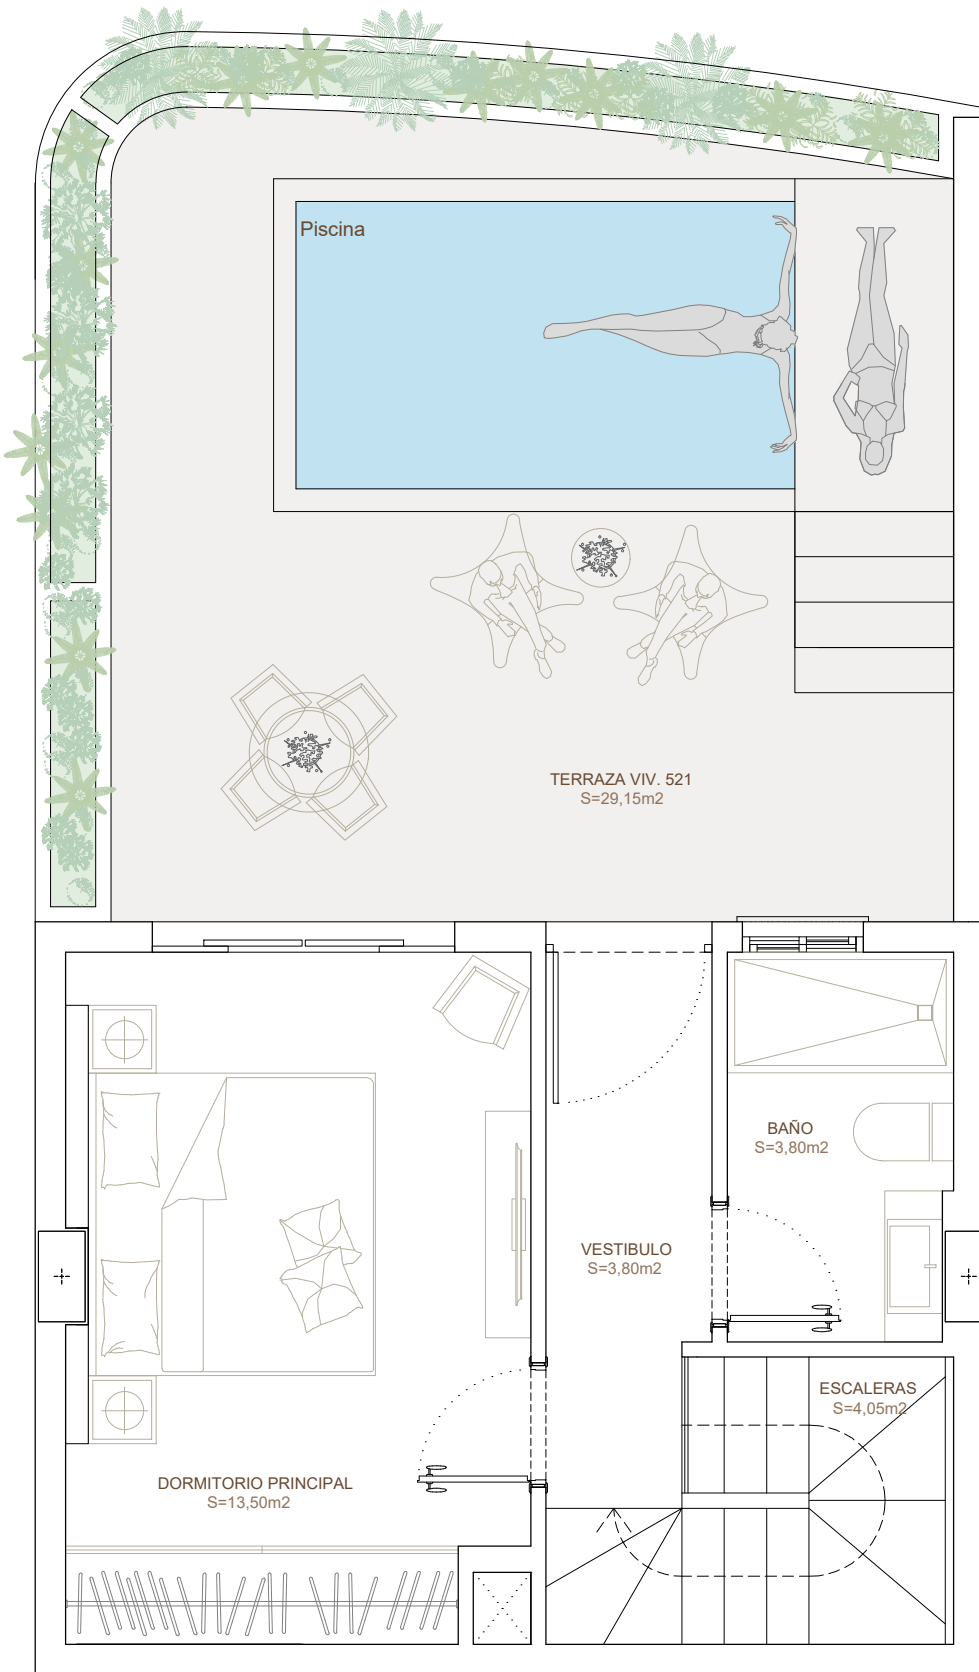 Piscina
TERRAZA VIV. 521
S=29,15m2
BAÑO
S=3,80m2
VESTIBULO
S=3,80m2
ESCALERAS
S=4,05m2
DORMITORIO PRINCIPAL
S=13,50m2